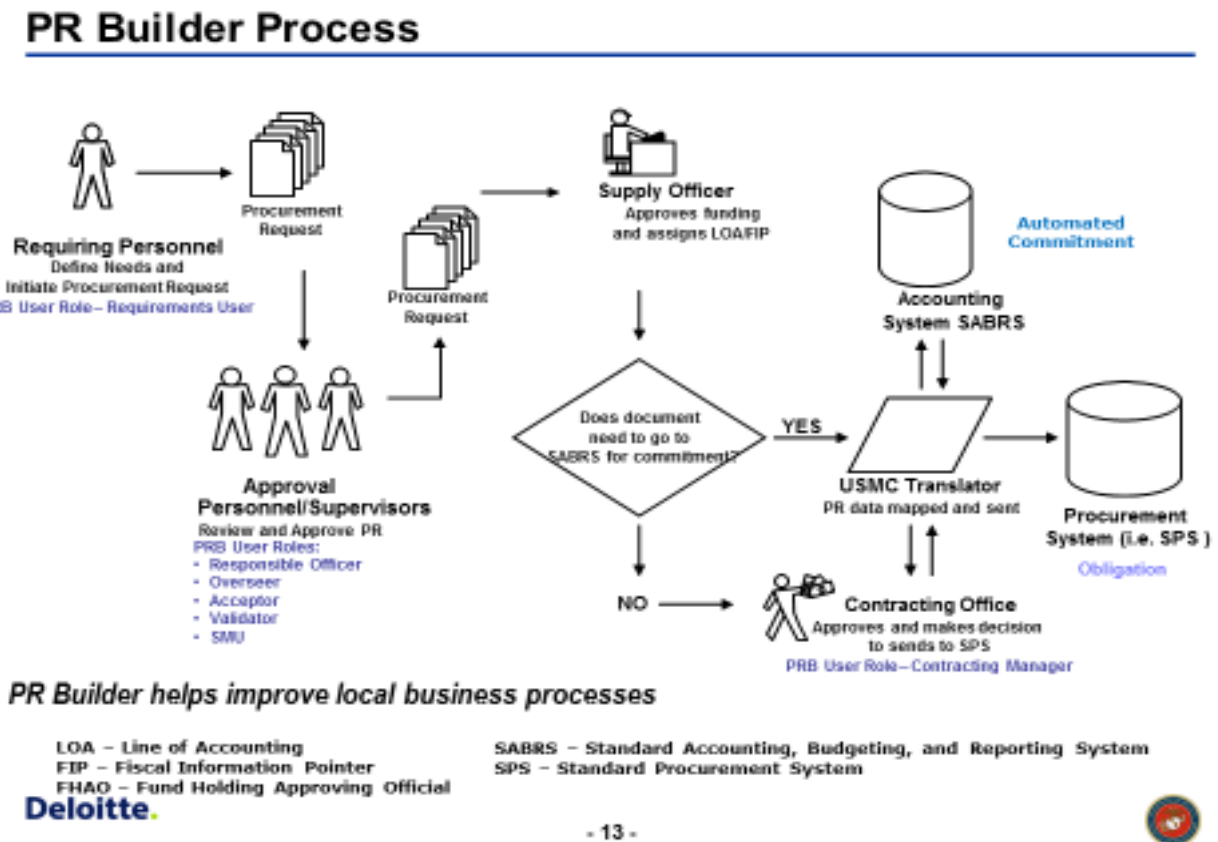 PR Builder Process
Procurement
Request
Requiring Personnel
Define Needs and
Initiate Procurement Request
B User Role– Requirements User
Procurement
Request
Supply Officer
Approves funding
and assigns LOA/FIP
Automated
Commitment
Accounting
System SABRS
Does document
need to go to
SABRS for commitment?
YES
USMC Translator
PR data mapped and sent
Procurement
System (i.e. SPS )
Obligation
Approval
Personnel/Supervisors
Review and Approve PR
PRB User Roles:
- Responsible Officer
- Overseer
- Acceptor
- Validator
- SMU
NO
Contracting Office
Approves and makes decision
to sends to SPS
PRB User Role–Contracting Manager
PR Builder helps improve local business processes
LOA – Line of Accounting
FIP – Fiscal Information Pointer
FHAO – Fund Holding Approving Official
SABRS – Standard Accounting, Budgeting, and Reporting System
SPS – Standard Procurement System
Deloitte.
- 13 -